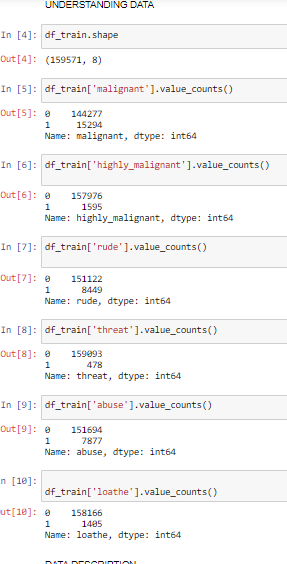 UNDERSTANDING DATA
In [4]: df_train.shape
Out[4]: (159571, 8)
In [5]: df_train['malignant'].value_counts()
Out[5]: 0 144277
1 15294
Name: malignant, dtype: int64
In [6]: df_train['highly_malignant'].value_counts()
Out[6]: 0 157976
1 1595
Name: highly_malignant, dtype: int64
In [7]: df_train['rude'].value_counts()
Out[7]: 0 151122
1 8449
Name: rude, dtype: int64
In [8]: df_train['threat'].value_counts()
Out[8]: 0 159093
1 478
Name: threat, dtype: int64
In [9]: df_train['abuse'].value_counts()
Out[9]: 0 151694
1 7877
Name: abuse, dtype: int64
n [10]:
df_train['loathe'].value_counts()
ut[10]: 0 158166
1 1405
Name: loathe, dtype: int64
DATA DESCRIPTION